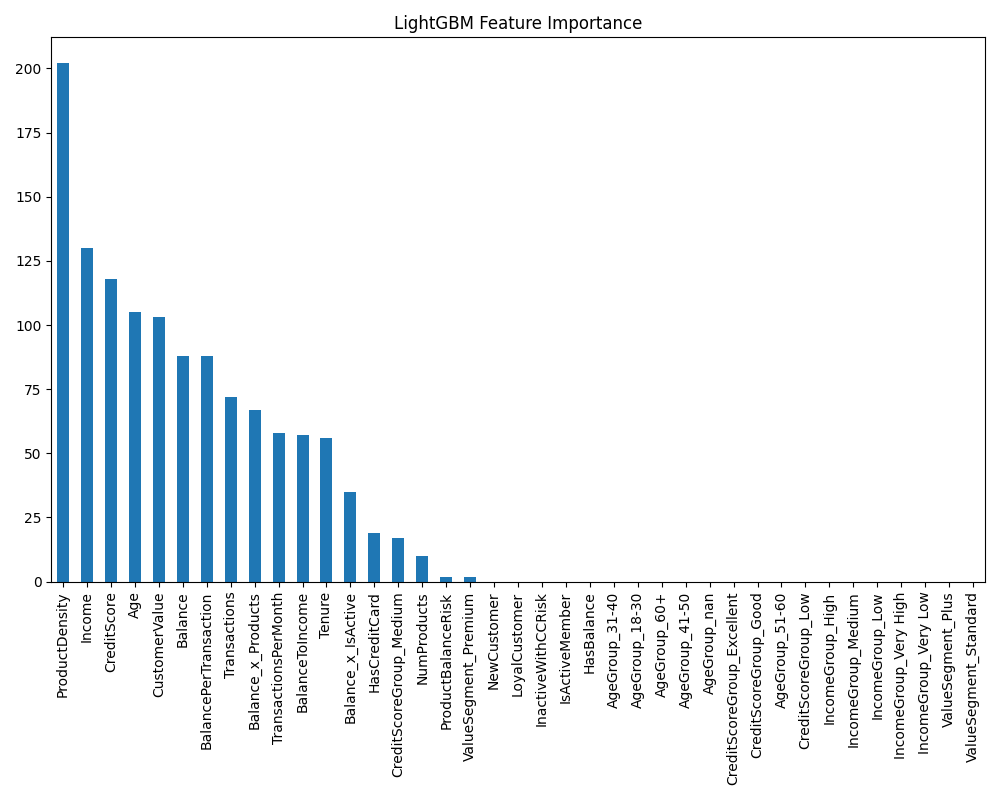 LightGBM Feature Importance
200
175
150
125
100
75
50
25
0
ProductDensity
Income
CreditScore
Age
CustomerValue
Balance
BalancePerTransaction
Transactions
Balance_x_Products
TransactionsPerMonth
BalanceToIncome
Tenure
Balance_x_IsActive
HasCreditCard
CreditScoreGroup_Medium
NumProducts
ProductBalanceRisk
ValueSegment_Premium
NewCustomer
LoyalCustomer
InactiveWithCCRisk
IsActiveMember
HasBalance
AgeGroup_31-40
AgeGroup_18-30
AgeGroup_60+
AgeGroup_41-50
AgeGroup_nan
CreditScoreGroup_Excellent
CreditScoreGroup_Good
AgeGroup_51-60
CreditScoreGroup_Low
IncomeGroup_High
IncomeGroup_Medium
IncomeGroup_Low
IncomeGroup_Very High
IncomeGroup_Very Low
ValueSegment_Plus
ValueSegment_Standard